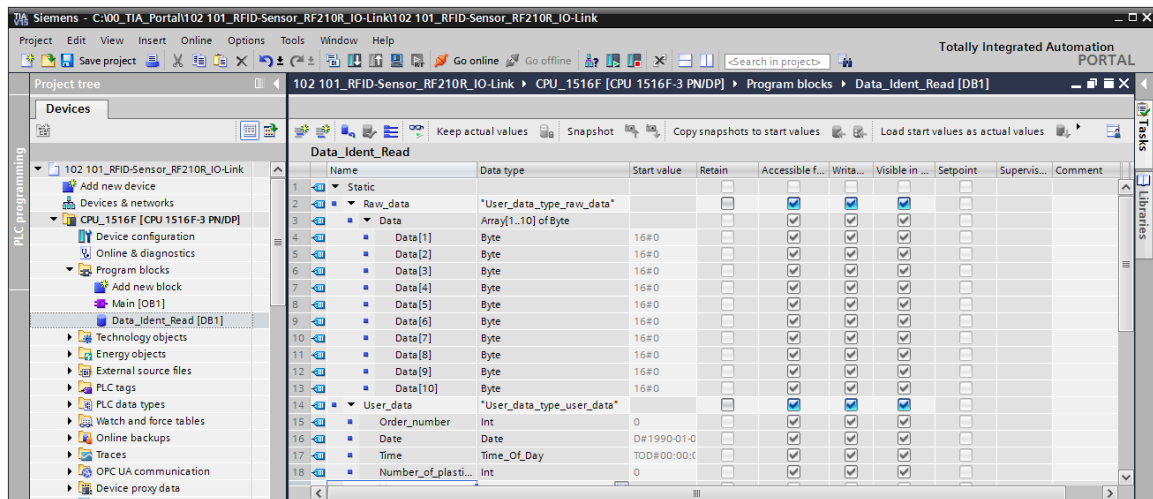 Siemens - C:\00_TIA_Portal\102 101_RFID-Sensor_RF210R_IO-Link\102 101_RFID-Sensor_RF210R_IO-Link
Project Edit View Insert Online Options Tools Window Help
Totally Integrated Automation
PORTAL
Save project Go online Go offline <Search in project>
Project tree
102 101_RFID-Sensor_RF210R_IO-Link CPU_1516F [CPU 1516F-3 PN/DP] Program blocks Data_Ident_Read [DB1]
Devices
Keep actual values Snapshot Copy snapshots to start values Load start values as actual values
Data_Ident_Read
Name Data type Start value Retain Accessible f... Writa... Visible in ... Setpoint Supervis... Comment
1 Static
2 Raw_data "User_data_type_raw_data"
3 Data Array[1..10] of Byte
4 Data[1] Byte 16#0
5 Data[2] Byte 16#0
6 Data[3] Byte 16#0
7 Data[4] Byte 16#0
8 Data[5] Byte 16#0
9 Data[6] Byte 16#0
10 Data[7] Byte 16#0
11 Data[8] Byte 16#0
12 Data[9] Byte 16#0
13 Data[10] Byte 16#0
14 User_data "User_data_type_user_data"
15 Order_number Int 0
16 Date Date D#1990-01-0
17 Time Time_Of_Day TOD#00:00:0
18 Number_of_plasti... Int 0
102 101_RFID-Sensor_RF210R_IO-Link
Add new device
Devices & networks
CPU_1516F [CPU 1516F-3 PN/DP]
Device configuration
Online & diagnostics
Program blocks
Add new block
Main [OB1]
Data_Ident_Read [DB1]
Technology objects
Energy objects
External source files
PLC tags
PLC data types
Watch and force tables
Online backups
Traces
OPC UA communication
Device proxy data
PLC programming
Tasks
Libraries